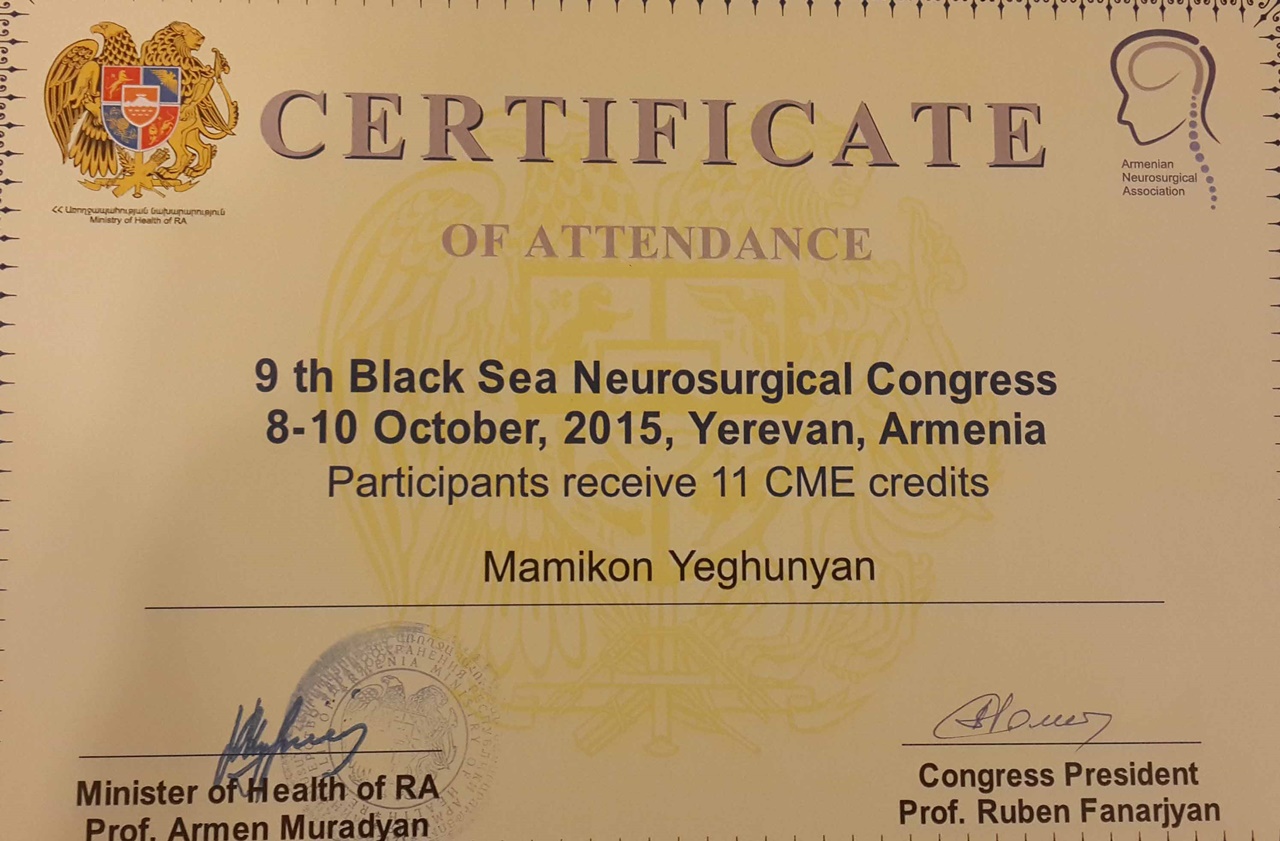 CERTIFICATE
OF ATTENDANCE
ՀՀ Առողջապահության նախարարություն
Ministry of Health of RA
Armenian
Neurosurgical
Association
9 th Black Sea Neurosurgical Congress
8-10 October, 2015, Yerevan, Armenia
Participants receive 11 CME credits
Mamikon Yeghunyan
Minister of Health of RA
Prof. Armen Muradyan
Congress President
Prof. Ruben Fanarjyan